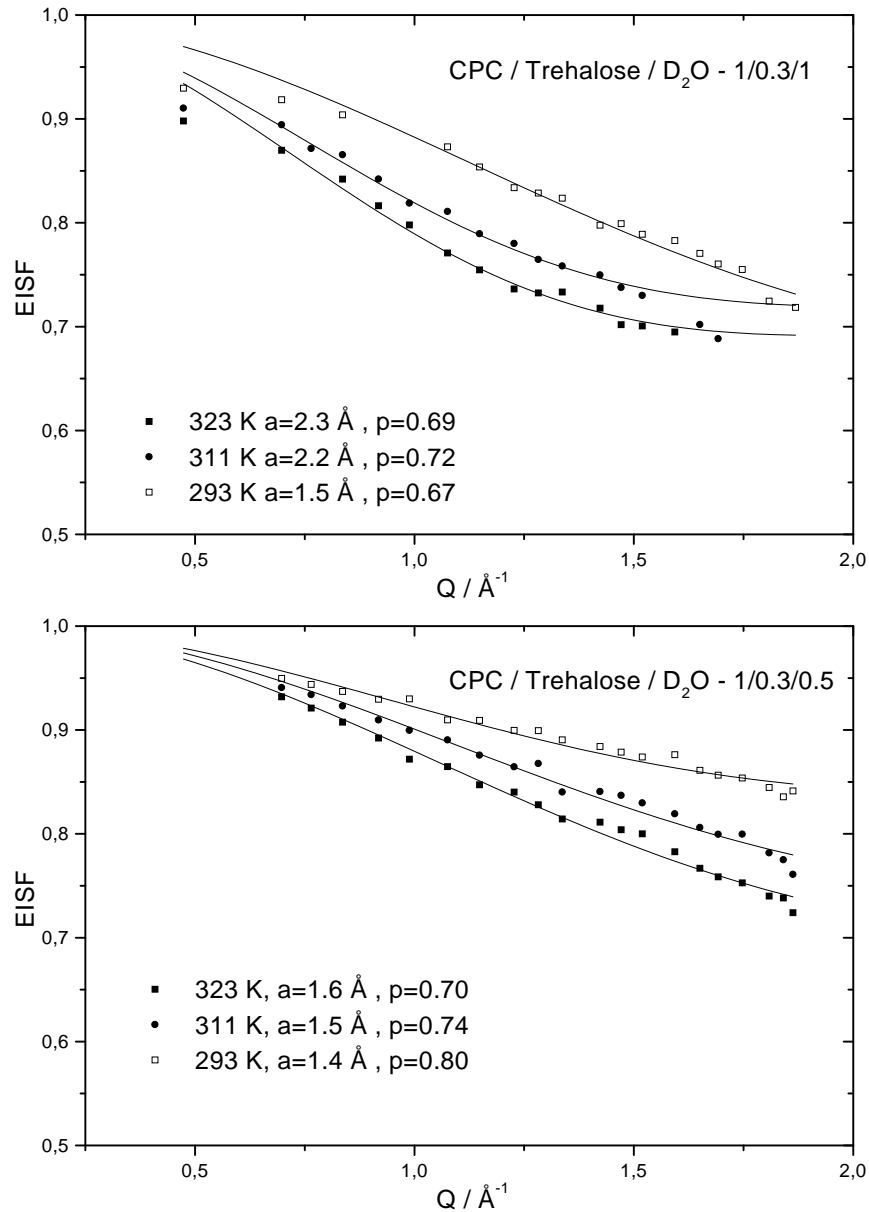 CPC / Trehalose / D₂O - 1/0.3/1
1,0
0,9
0,8
0,7
0,6
0,5
EISF
323 K a=2.3 Å , p=0.69
311 K a=2.2 Å , p=0.72
293 K a=1.5 Å , p=0.67
0,5 1,0 1,5 2,0
Q / Å⁻¹
CPC / Trehalose / D₂O - 1/0.3/0.5
1,0
0,9
0,8
0,7
0,6
0,5
EISF
323 K, a=1.6 Å , p=0.70
311 K, a=1.5 Å , p=0.74
293 K, a=1.4 Å , p=0.80
0,5 1,0 1,5 2,0
Q / Å⁻¹